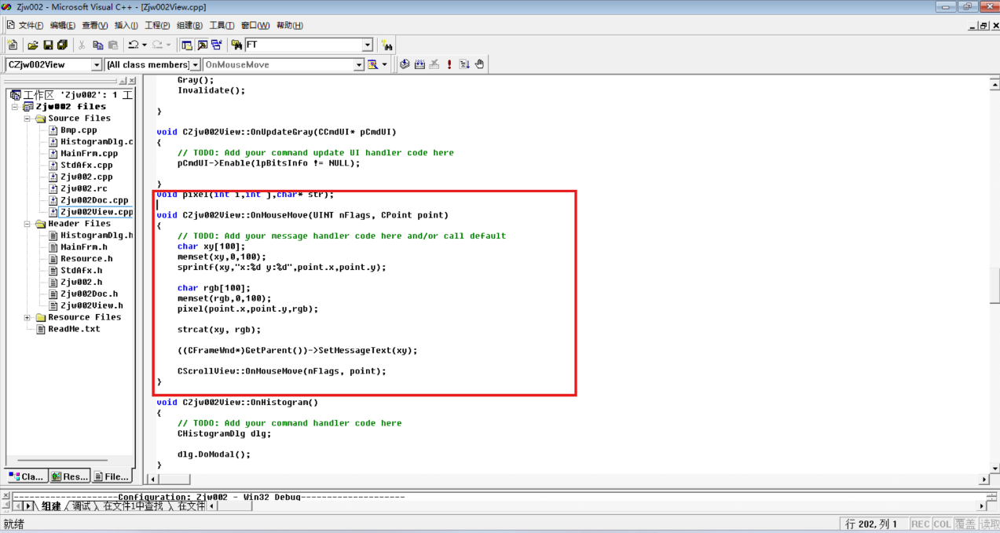 Zjw002 - Microsoft Visual C++ - [Zjw002View.cpp]
文件(F) 编辑(E) 查看(V) 插入(I) 工程(P) 组建(B) 工具(T) 窗口(W) 帮助(H)
FT
CZjw002View [All class members] OnMouseMove
工作区 'Zjw002': 1 工
Zjw002 files
Source Files
Bmp.cpp
HistogramDlg.c
MainFrm.cpp
StdAfx.cpp
Zjw002.cpp
Zjw002.rc
Zjw002Doc.cpp
Zjw002View.cpp
Header Files
HistogramDlg.h
MainFrm.h
Resource.h
StdAfx.h
Zjw002.h
Zjw002Doc.h
Zjw002View.h
Resource Files
ReadMe.txt
Cla... Res... File...
Gray();
Invalidate();
}
void CZjw002View::OnUpdateGray(CCmdUI* pCmdUI)
{
// TODO: Add your command update UI handler code here
pCmdUI->Enable(lpBitsInfo != NULL);
}
void pixel(int i,int j,char* str);
void CZjw002View::OnMouseMove(UINT nFlags, CPoint point)
{
// TODO: Add your message handler code here and/or call default
char xy[100];
memset(xy,0,100);
sprintf(xy,"x:%d y:%d",point.x,point.y);
char rgb[100];
memset(rgb,0,100);
pixel(point.x,point.y,rgb);
strcat(xy, rgb);
((CFrameWnd*)GetParent())->SetMessageText(xy);
CScrollView::OnMouseMove(nFlags, point);
}
void CZjw002View::OnHistogram()
{
// TODO: Add your command handler code here
CHistogramDlg dlg;
dlg.DoModal();
}
--------------------Configuration: Zjw002 - Win32 Debug--------------------
组建 调试 在文件1中查找 在文件
就绪 行 202, 列 1 REC COL 覆盖 读取